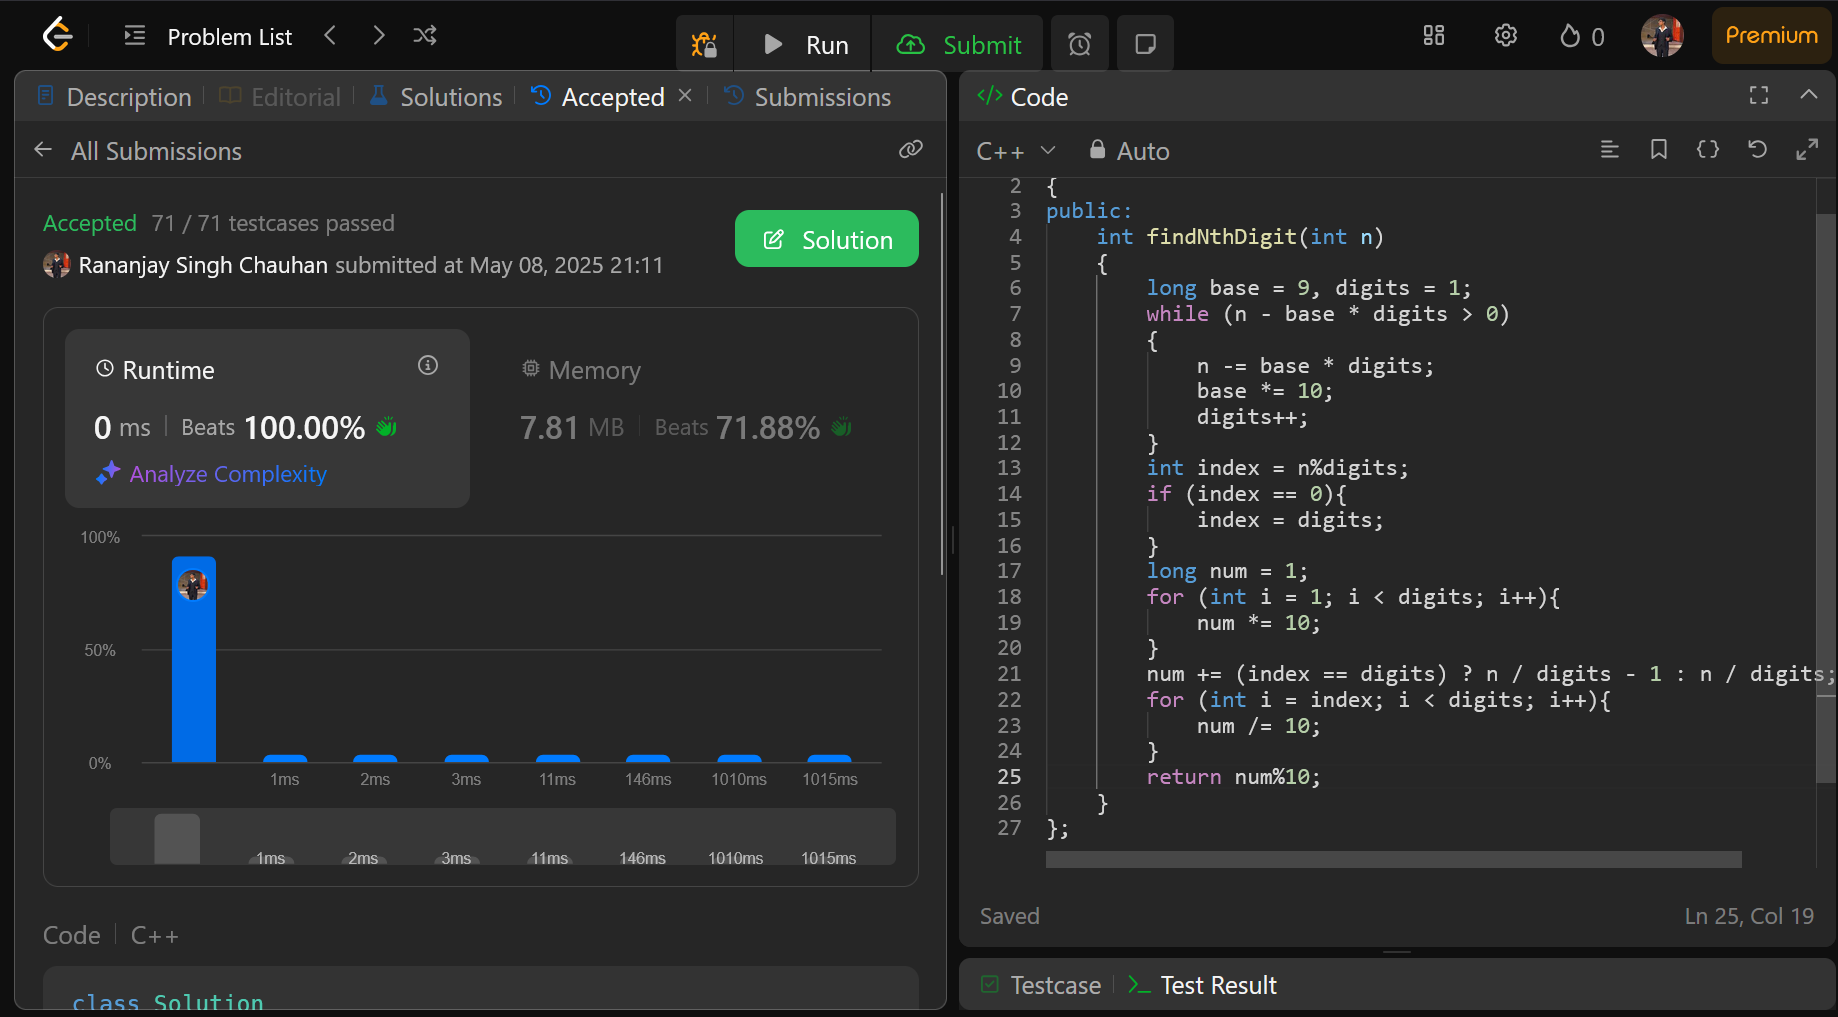 Problem List
Run
Submit
0
Premium
Description
Editorial
Solutions
Accepted
Submissions
All Submissions
Accepted 71 / 71 testcases passed
Rananjay Singh Chauhan submitted at May 08, 2025 21:11
Solution
Runtime
0 ms Beats 100.00%
Analyze Complexity
Memory
7.81 MB Beats 71.88%
100%
50%
0%
1ms 2ms 3ms 11ms 146ms 1010ms 1015ms
1ms 2ms 3ms 11ms 146ms 1010ms 1015ms
Code C++
class Solution
</> Code
C++ Auto
2 {
3 public:
4     int findNthDigit(int n)
5     {
6         long base = 9, digits = 1;
7         while (n - base * digits > 0)
8         {
9             n -= base * digits;
10             base *= 10;
11             digits++;
12         }
13         int index = n%digits;
14         if (index == 0){
15             index = digits;
16         }
17         long num = 1;
18         for (int i = 1; i < digits; i++){
19             num *= 10;
20         }
21         num += (index == digits) ? n / digits - 1 : n / digits;
22         for (int i = index; i < digits; i++){
23             num /= 10;
24         }
25         return num%10;
26     }
27 };
Saved
Ln 25, Col 19
Testcase
Test Result